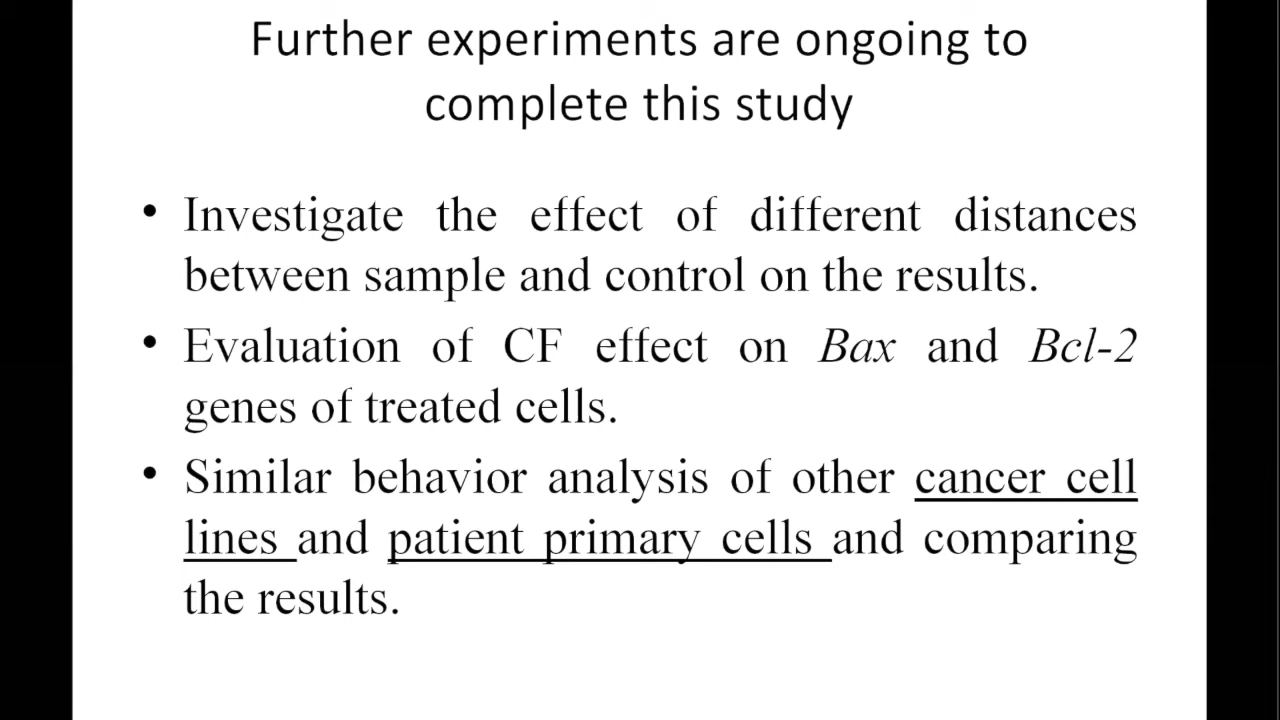 Further experiments are ongoing to
complete this study
• Investigate the effect of different distances
between sample and control on the results.
• Evaluation of CF effect on Bax and Bcl-2
genes of treated cells.
• Similar behavior analysis of other cancer cell
lines and patient primary cells and comparing
the results.